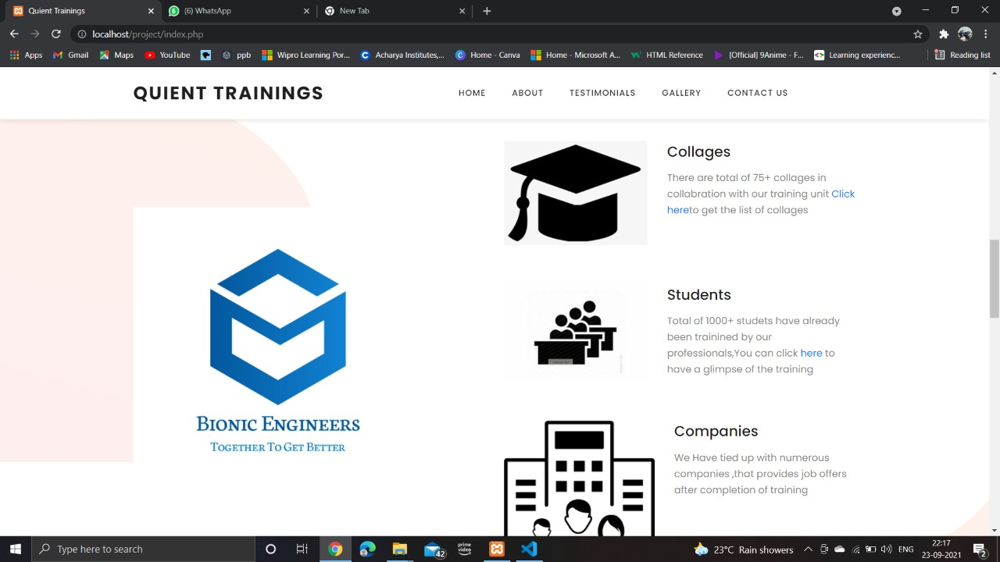 Quient Trainings
6
(6) WhatsApp
New Tab
localhost/project/index.php
Apps
Gmail
Maps
YouTube
ppb
Wipro Learning Por...
Acharya Institutes,...
Home - Canva
Home - Microsoft A...
HTML Reference
[Official] 9Anime - F...
Learning experienc...
Reading list
QUIENT TRAININGS
HOME
ABOUT
TESTIMONIALS
GALLERY
CONTACT US
Collages
There are total of 75+ collages in
collabration with our training unit Click
hereto get the list of collages
BIONIC ENGINEERS
TOGETHER TO GET BETTER
Students
Total of 1000+ studets have already
been trainined by our
professionals,You can click here to
have a glimpse of the training
Companies
We Have tied up with numerous
companies ,that provides job offers
after completion of training
Type here to search
42
prime
video
23°C Rain showers
ENG
22:17
23-09-2021
2